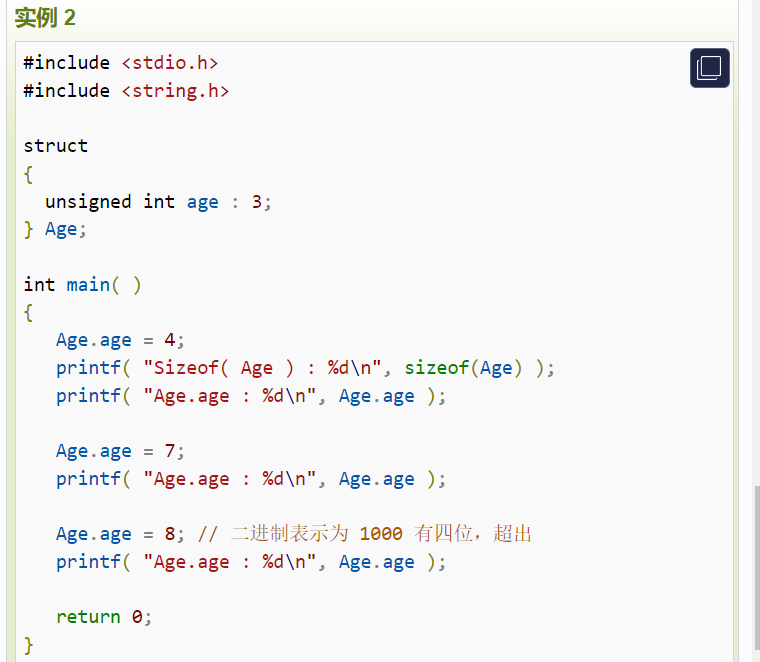 实例 2
#include <stdio.h>
#include <string.h>
struct
{
  unsigned int age : 3;
} Age;
int main( )
{
   Age.age = 4;
   printf( "Sizeof( Age ) : %d\n", sizeof(Age) );
   printf( "Age.age : %d\n", Age.age );
   Age.age = 7;
   printf( "Age.age : %d\n", Age.age );
   Age.age = 8; // 二进制表示为 1000 有四位，超出
   printf( "Age.age : %d\n", Age.age );
   return 0;
}